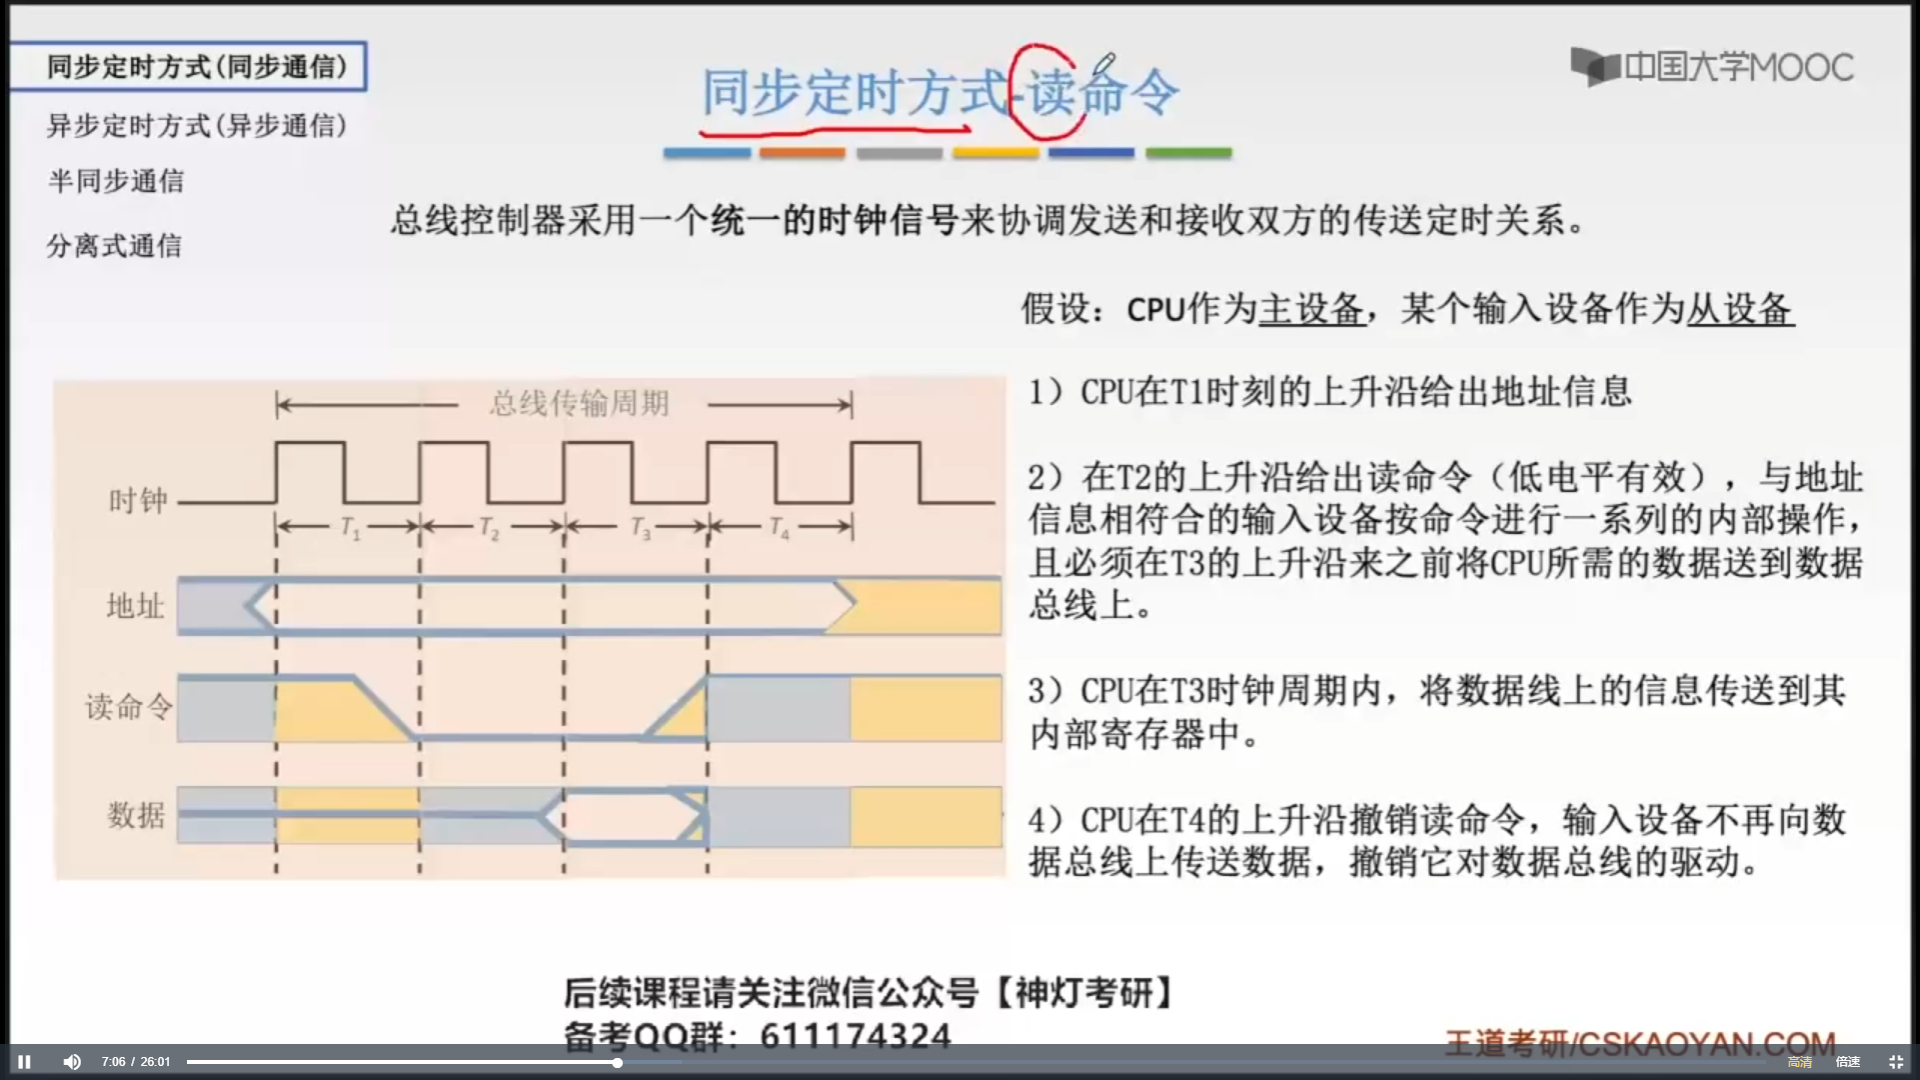 同步定时方式(同步通信)
异步定时方式(异步通信)
半同步通信
分离式通信
同步定时方式-读命令
中国大学MOOC
总线控制器采用一个统一的时钟信号来协调发送和接收双方的传送定时关系。
假设：CPU作为主设备，某个输入设备作为从设备
总线传输周期
时钟
T1 T2 T3 T4
地址
读命令
数据
1）CPU在T1时刻的上升沿给出地址信息
2）在T2的上升沿给出读命令（低电平有效），与地址
信息相符合的输入设备按命令进行一系列的内部操作，
且必须在T3的上升沿来之前将CPU所需的数据送到数据
总线上。
3）CPU在T3时钟周期内，将数据线上的信息传送到其
内部寄存器中。
4）CPU在T4的上升沿撤销读命令，输入设备不再向数
据总线上传送数据，撤销它对数据总线的驱动。
后续课程请关注微信公众号【神灯考研】
备考QQ群：611174324
王道考研/CSKAOYAN.COM
7:06 / 26:01
高清 倍速